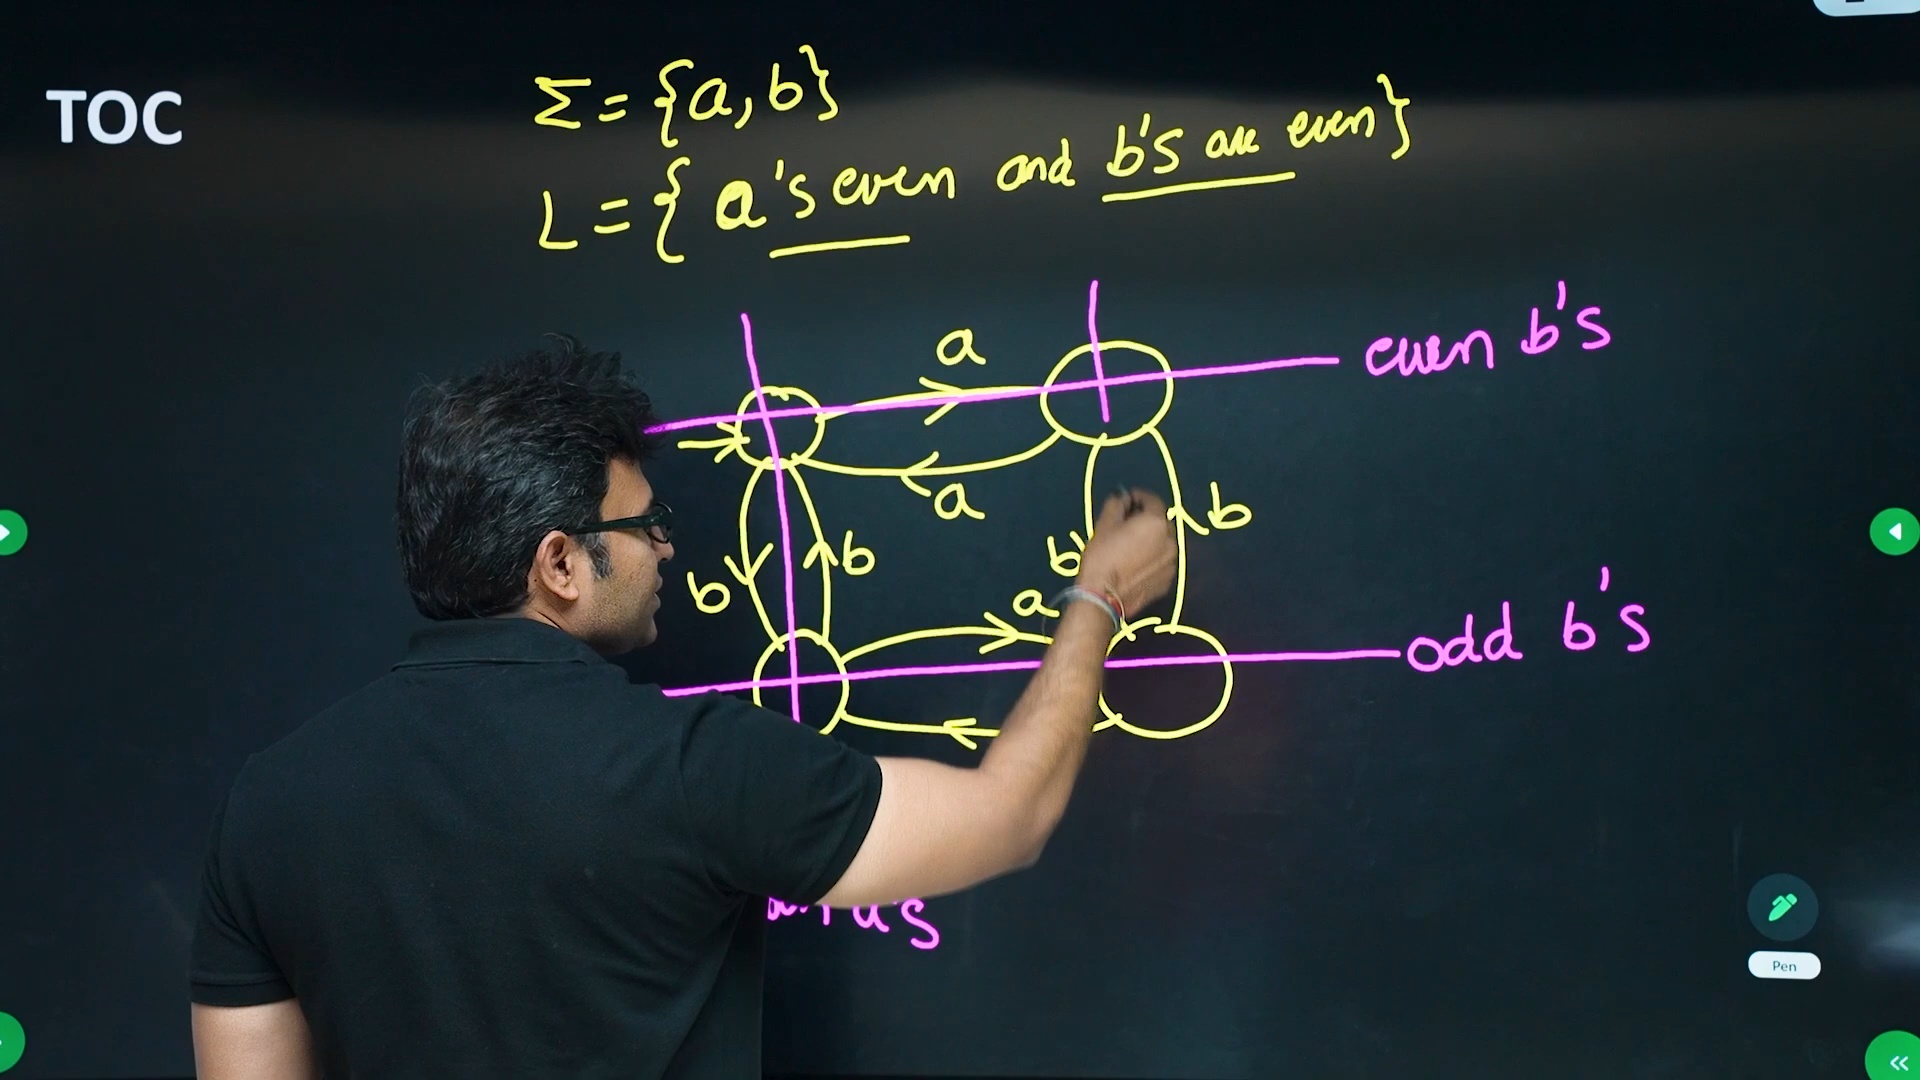 TOC
Σ = {a, b}
L = { a's even and b's are even}
a
even b's
a
b
b
b
b
a
odd b's
a's
Pen